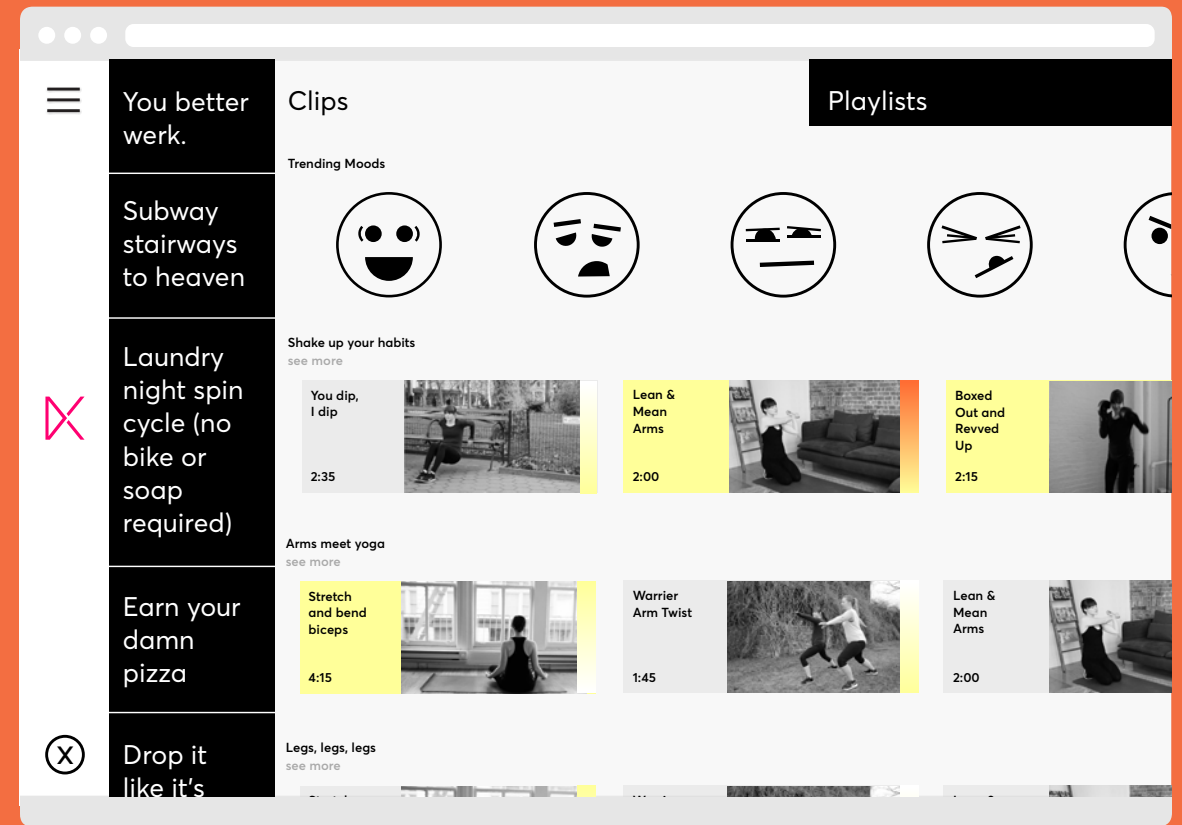 You better
werk.
Subway
stairways
to heaven
Laundry
night spin
cycle (no
bike or
soap
required)
Earn your
damn
pizza
Drop it
like it's
X
Clips
Playlists
Trending Moods
Shake up your habits
see more
You dip,
I dip
2:35
Lean &
Mean
Arms
2:00
Boxed
Out and
Revved
Up
2:15
Arms meet yoga
see more
Stretch
and bend
biceps
4:15
Warrier
Arm Twist
1:45
Lean &
Mean
Arms
2:00
Legs, legs, legs
see more